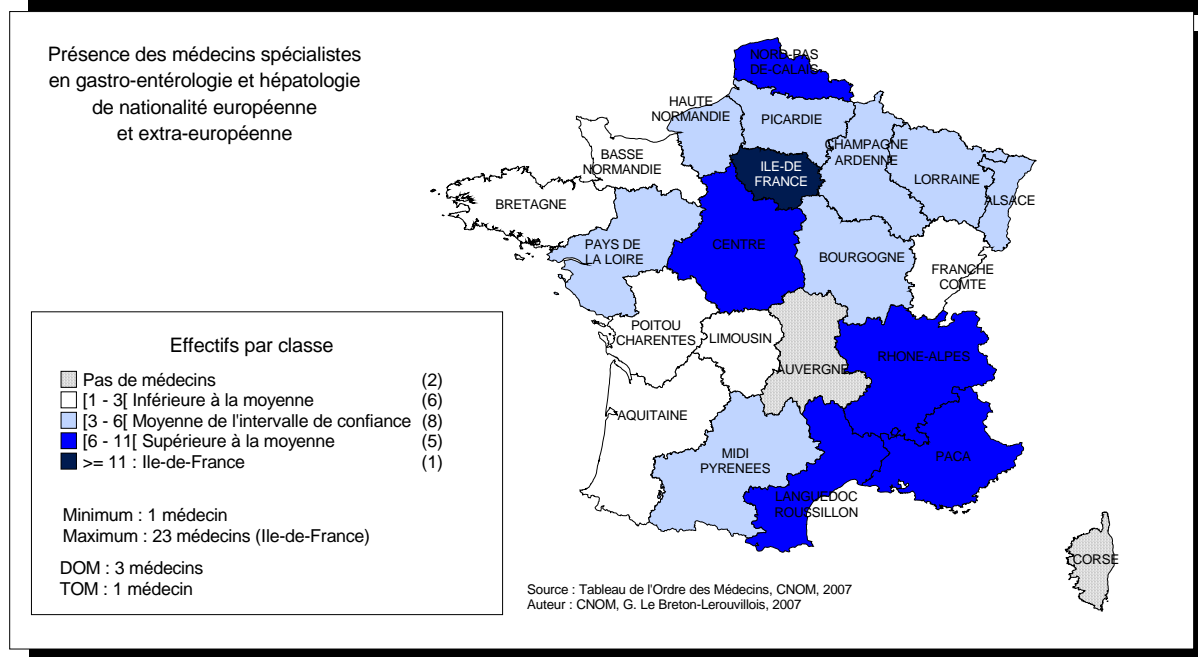 Présence des médecins spécialistes
en gastro-entérologie et hépatologie
de nationalité européenne
et extra-européenne
NORD-PAS
DE-CALAIS
HAUTE
NORMANDIE
PICARDIE
BASSE
NORMANDIE
CHAMPAGNE
ARDENNE
ILE-DE
FRANCE
LORRAINE
ALSACE
BRETAGNE
PAYS DE
LA LOIRE
CENTRE
BOURGOGNE
FRANCHE
COMTE
POITOU
CHARENTES
LIMOUSIN
AUVERGNE
RHONE-ALPES
AQUITAINE
MIDI
PYRENEES
PACA
LANGUEDOC
ROUSSILLON
CORSE
Effectifs par classe
Pas de médecins (2)
[1 - 3[ Inférieure à la moyenne (6)
[3 - 6[ Moyenne de l'intervalle de confiance (8)
[6 - 11[ Supérieure à la moyenne (5)
>= 11 : Ile-de-France (1)
Minimum : 1 médecin
Maximum : 23 médecins (Ile-de-France)
DOM : 3 médecins
TOM : 1 médecin
Source : Tableau de l'Ordre des Médecins, CNOM, 2007
Auteur : CNOM, G. Le Breton-Lerouvillois, 2007